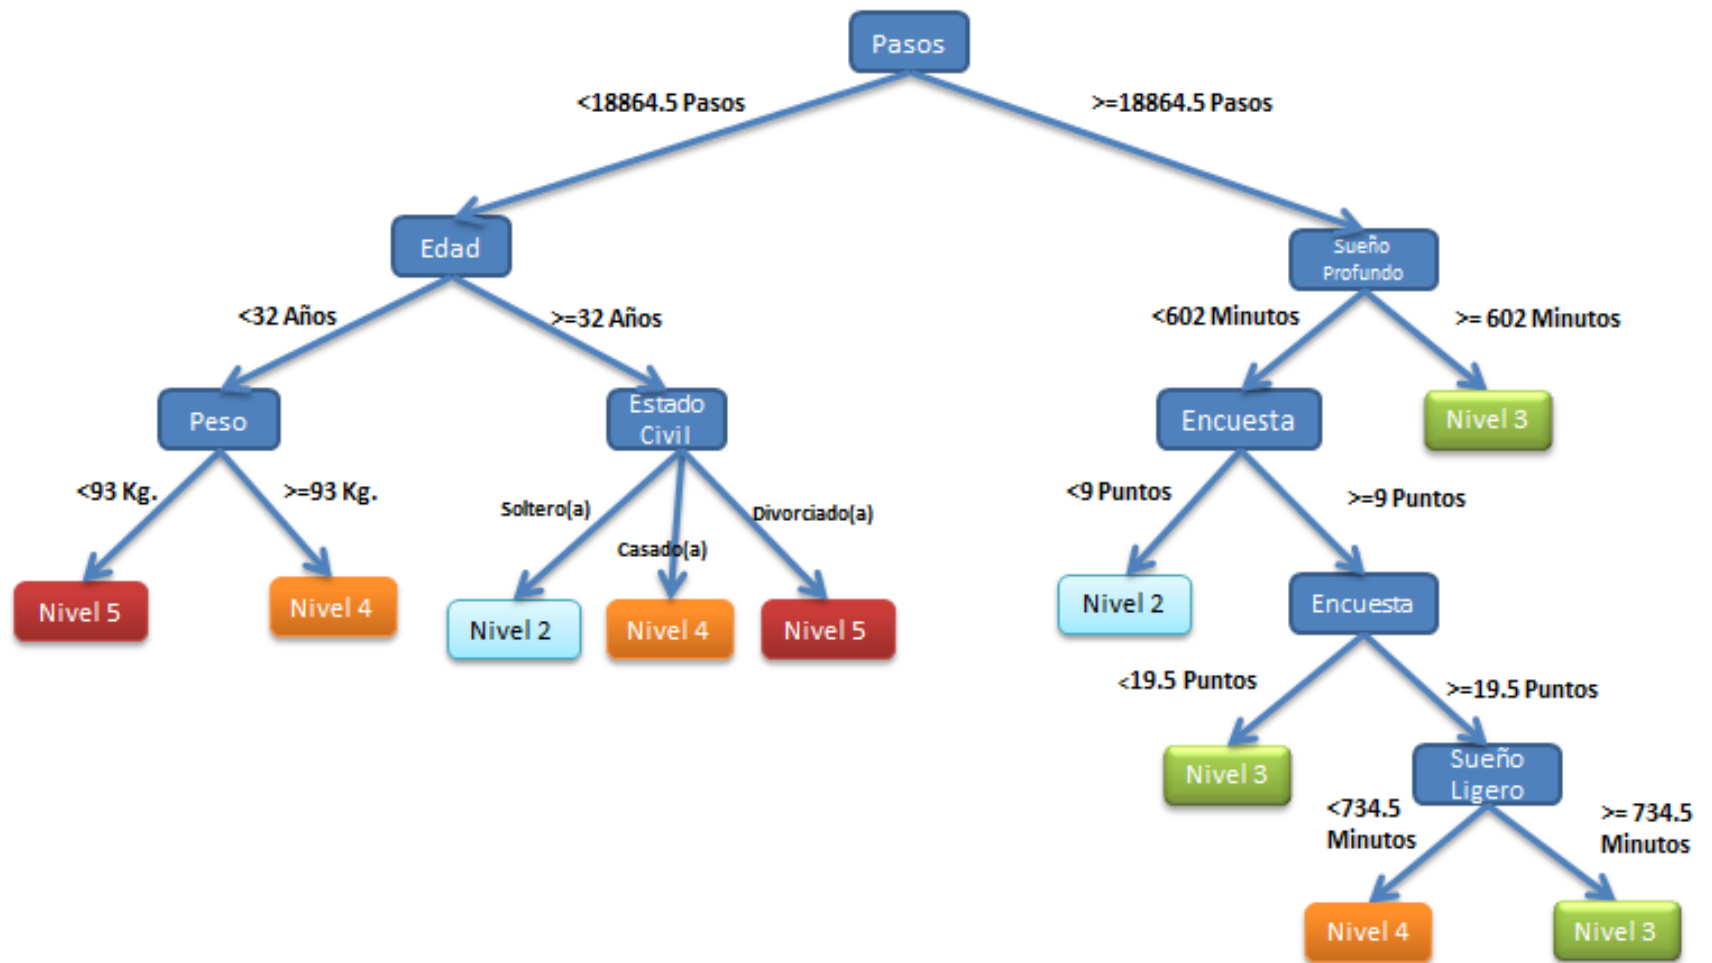 Pasos
<18864.5 Pasos
>=18864.5 Pasos
Edad
Sueño
Profundo
<32 Años
>=32 Años
<602 Minutos
>= 602 Minutos
Peso
Estado
Civil
Encuesta
Nivel 3
<93 Kg.
>=93 Kg.
Soltero(a)
Casado(a)
Divorciado(a)
<9 Puntos
>=9 Puntos
Nivel 5
Nivel 4
Nivel 2
Nivel 4
Nivel 5
Nivel 2
Encuesta
<19.5 Puntos
>=19.5 Puntos
Nivel 3
Sueño
Ligero
<734.5
Minutos
>= 734.5
Minutos
Nivel 4
Nivel 3